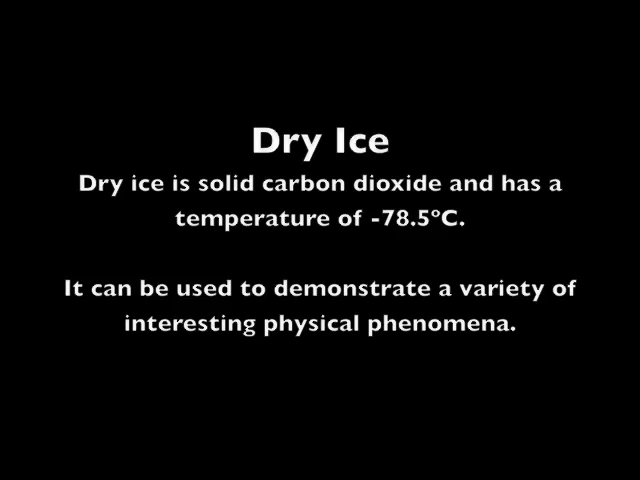 Dry Ice
Dry ice is solid carbon dioxide and has a
temperature of -78.5ºC.
It can be used to demonstrate a variety of
interesting physical phenomena.